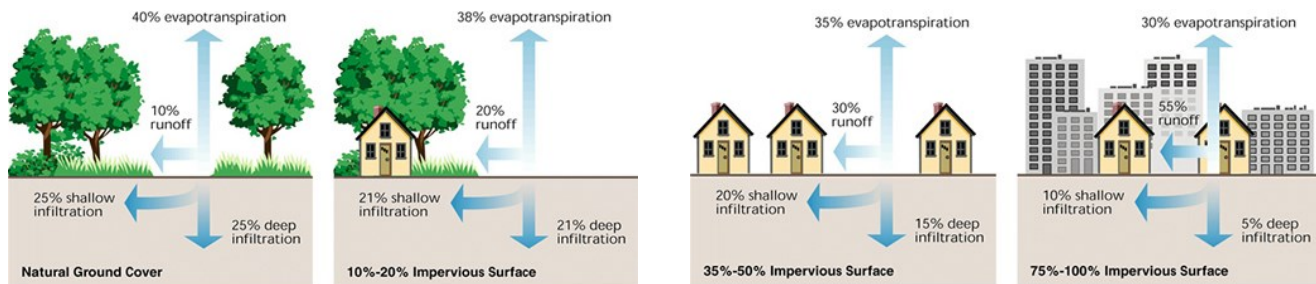 40% evapotranspiration
10%
runoff
25% shallow
infiltration
25% deep
infiltration
Natural Ground Cover
38% evapotranspiration
20%
runoff
21% shallow
infiltration
21% deep
infiltration
10%-20% Impervious Surface
35% evapotranspiration
30%
runoff
20% shallow
infiltration
15% deep
infiltration
35%-50% Impervious Surface
30% evapotranspiration
55%
runoff
10% shallow
infiltration
5% deep
infiltration
75%-100% Impervious Surface